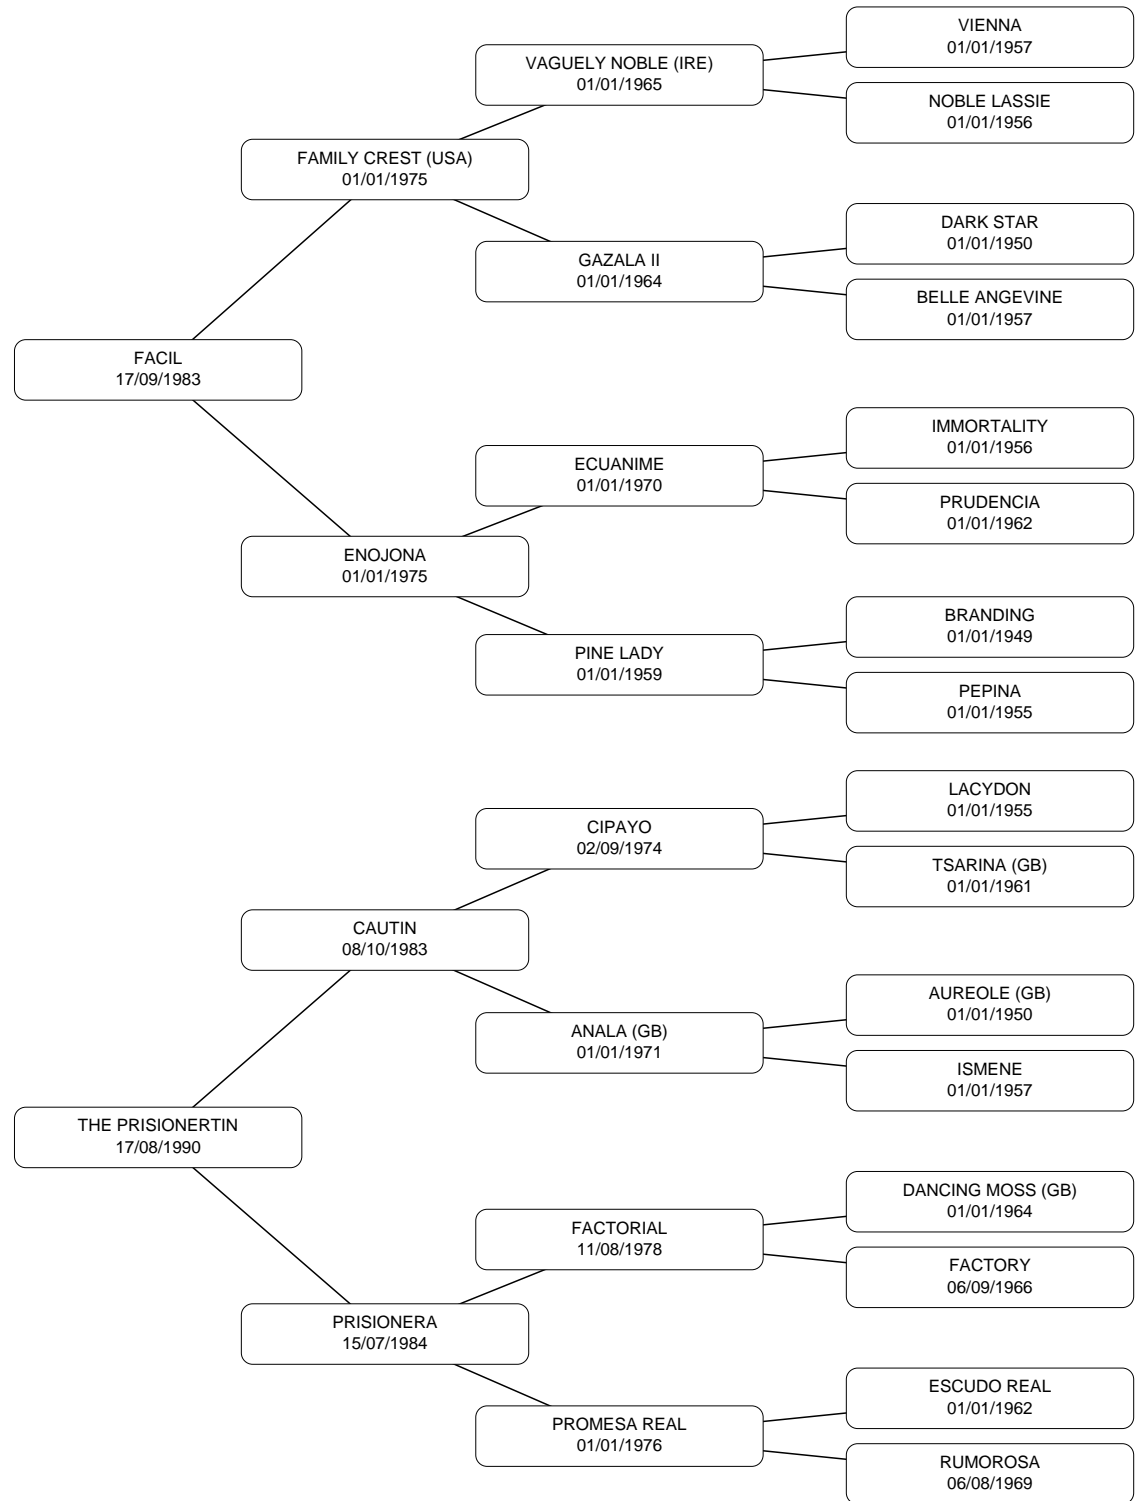 VIENNA
01/01/1957
VAGUELY NOBLE (IRE)
01/01/1965
NOBLE LASSIE
01/01/1956
FAMILY CREST (USA)
01/01/1975
DARK STAR
01/01/1950
GAZALA II
01/01/1964
BELLE ANGEVINE
01/01/1957
FACIL
17/09/1983
IMMORTALITY
01/01/1956
ECUANIME
01/01/1970
PRUDENCIA
01/01/1962
ENOJONA
01/01/1975
BRANDING
01/01/1949
PINE LADY
01/01/1959
PEPINA
01/01/1955
LACYDON
01/01/1955
CIPAYO
02/09/1974
TSARINA (GB)
01/01/1961
CAUTIN
08/10/1983
AUREOLE (GB)
01/01/1950
ANALA (GB)
01/01/1971
ISMENE
01/01/1957
THE PRISIONERTIN
17/08/1990
DANCING MOSS (GB)
01/01/1964
FACTORIAL
11/08/1978
FACTORY
06/09/1966
PRISIONERA
15/07/1984
ESCUDO REAL
01/01/1962
PROMESA REAL
01/01/1976
RUMOROSA
06/08/1969